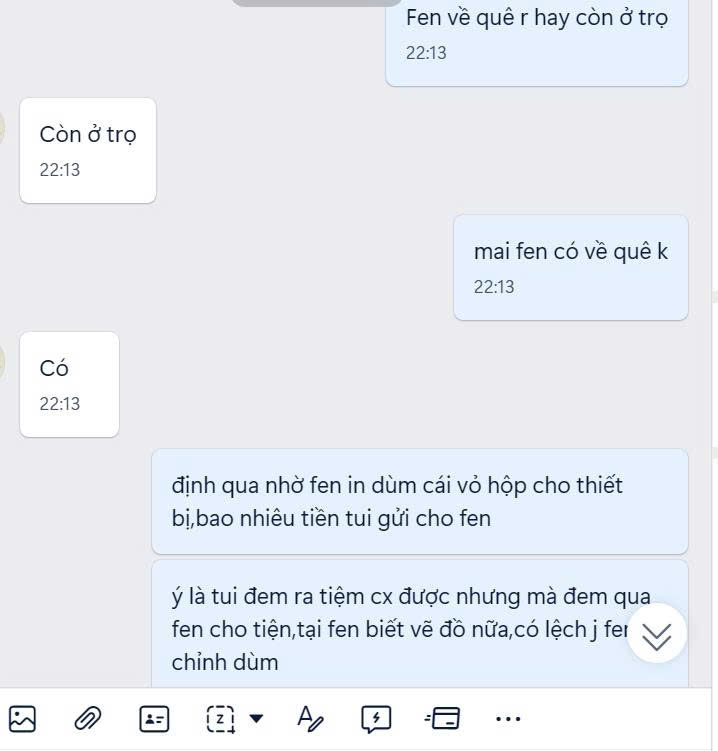 Fen về quê r hay còn ở trọ
22:13
Còn ở trọ
22:13
mai fen có về quê k
22:13
Có
22:13
định qua nhờ fen in dùm cái vỏ hộp cho thiết
bị,bao nhiêu tiền tui gửi cho fen
ý là tui đem ra tiệm cx được nhưng mà đem qua
fen cho tiện,tại fen biết vẽ đồ nữa,có lệch j
chỉnh dùm